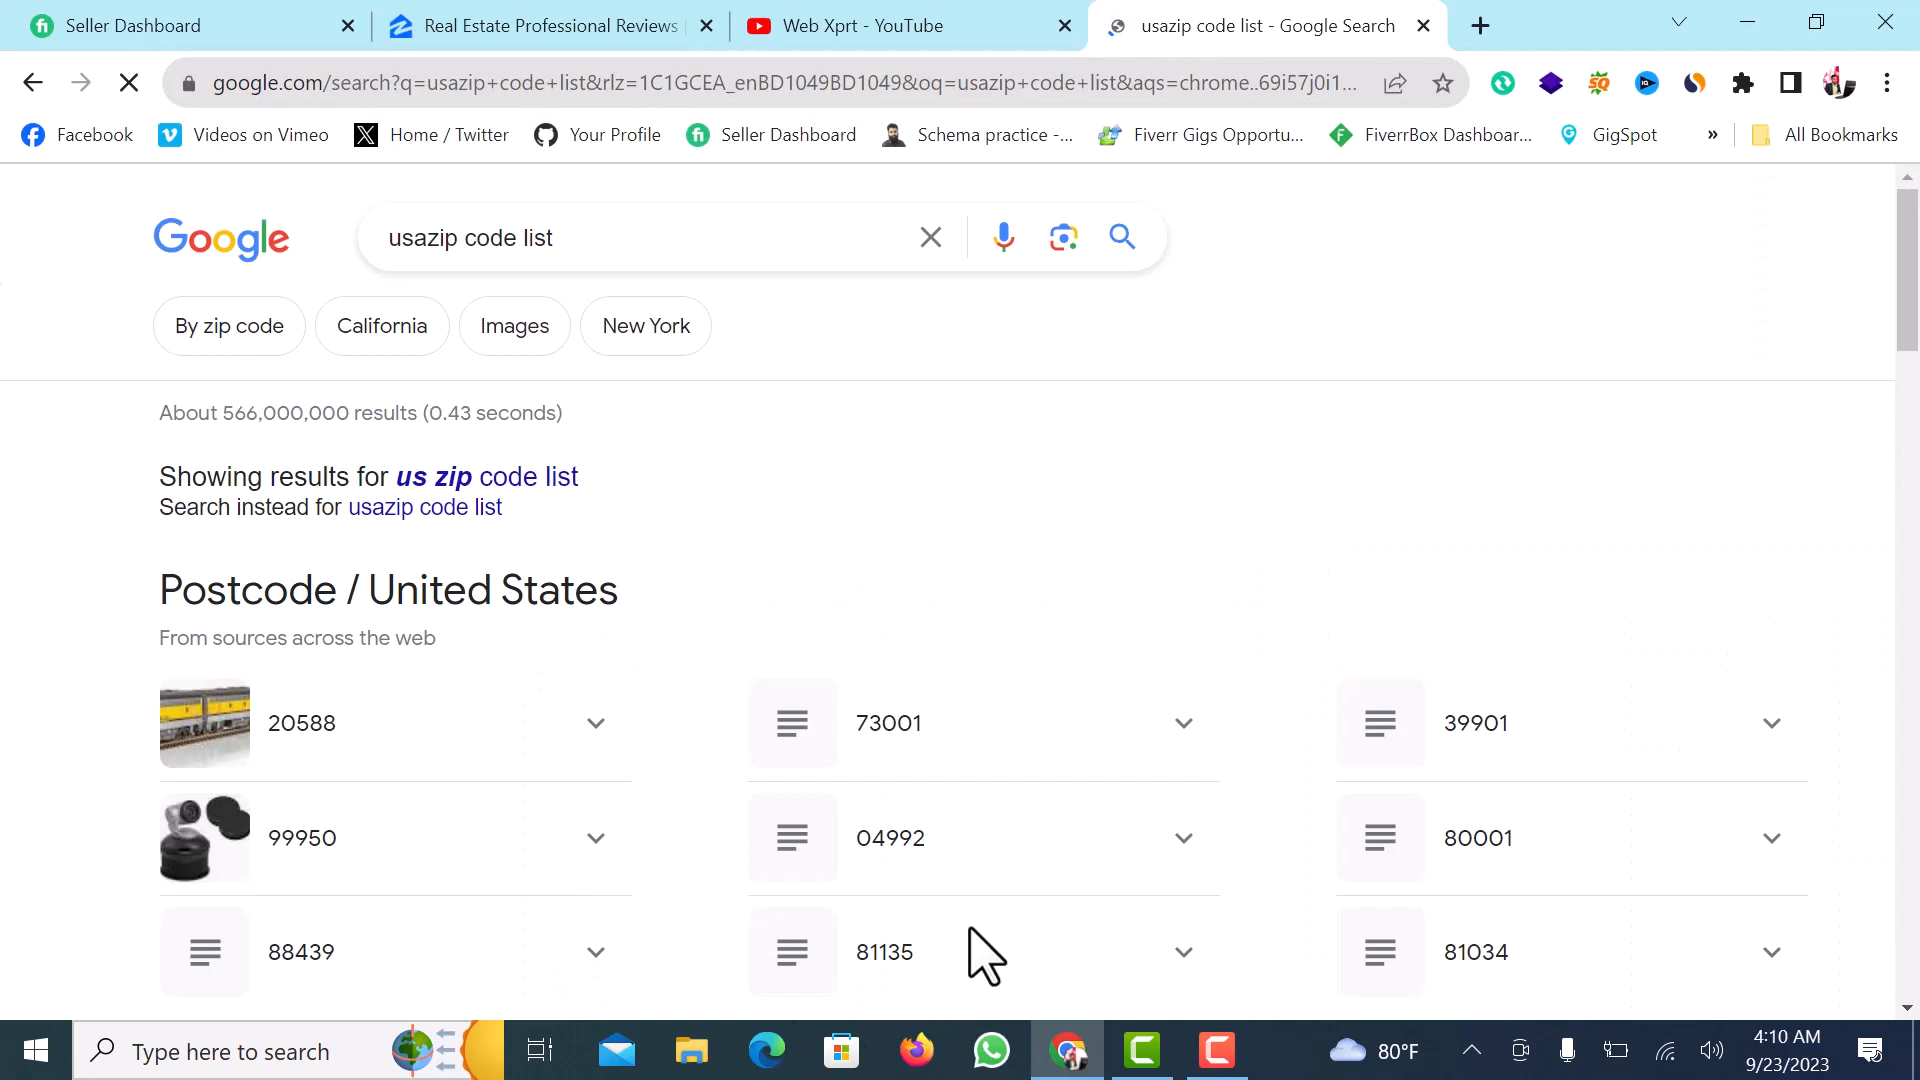 Seller Dashboard
Real Estate Professional Reviews
Web Xprt - YouTube
usazip code list - Google Search
google.com/search?q=usazip+code+list&rlz=1C1GCEA_enBD1049BD1049&oq=usazip+code+list&aqs=chrome..69i57j0i1...
Facebook
Videos on Vimeo
Home / Twitter
Your Profile
Seller Dashboard
Schema practice -...
Fiverr Gigs Opportu...
FiverrBox Dashboar...
GigSpot
»
All Bookmarks
Google
usazip code list
By zip code
California
Images
New York
About 566,000,000 results (0.43 seconds)
Showing results for us zip code list
Search instead for usazip code list
Postcode / United States
From sources across the web
20588
73001
39901
99950
04992
80001
88439
81135
81034
Type here to search
80°F
4:10 AM
9/23/2023